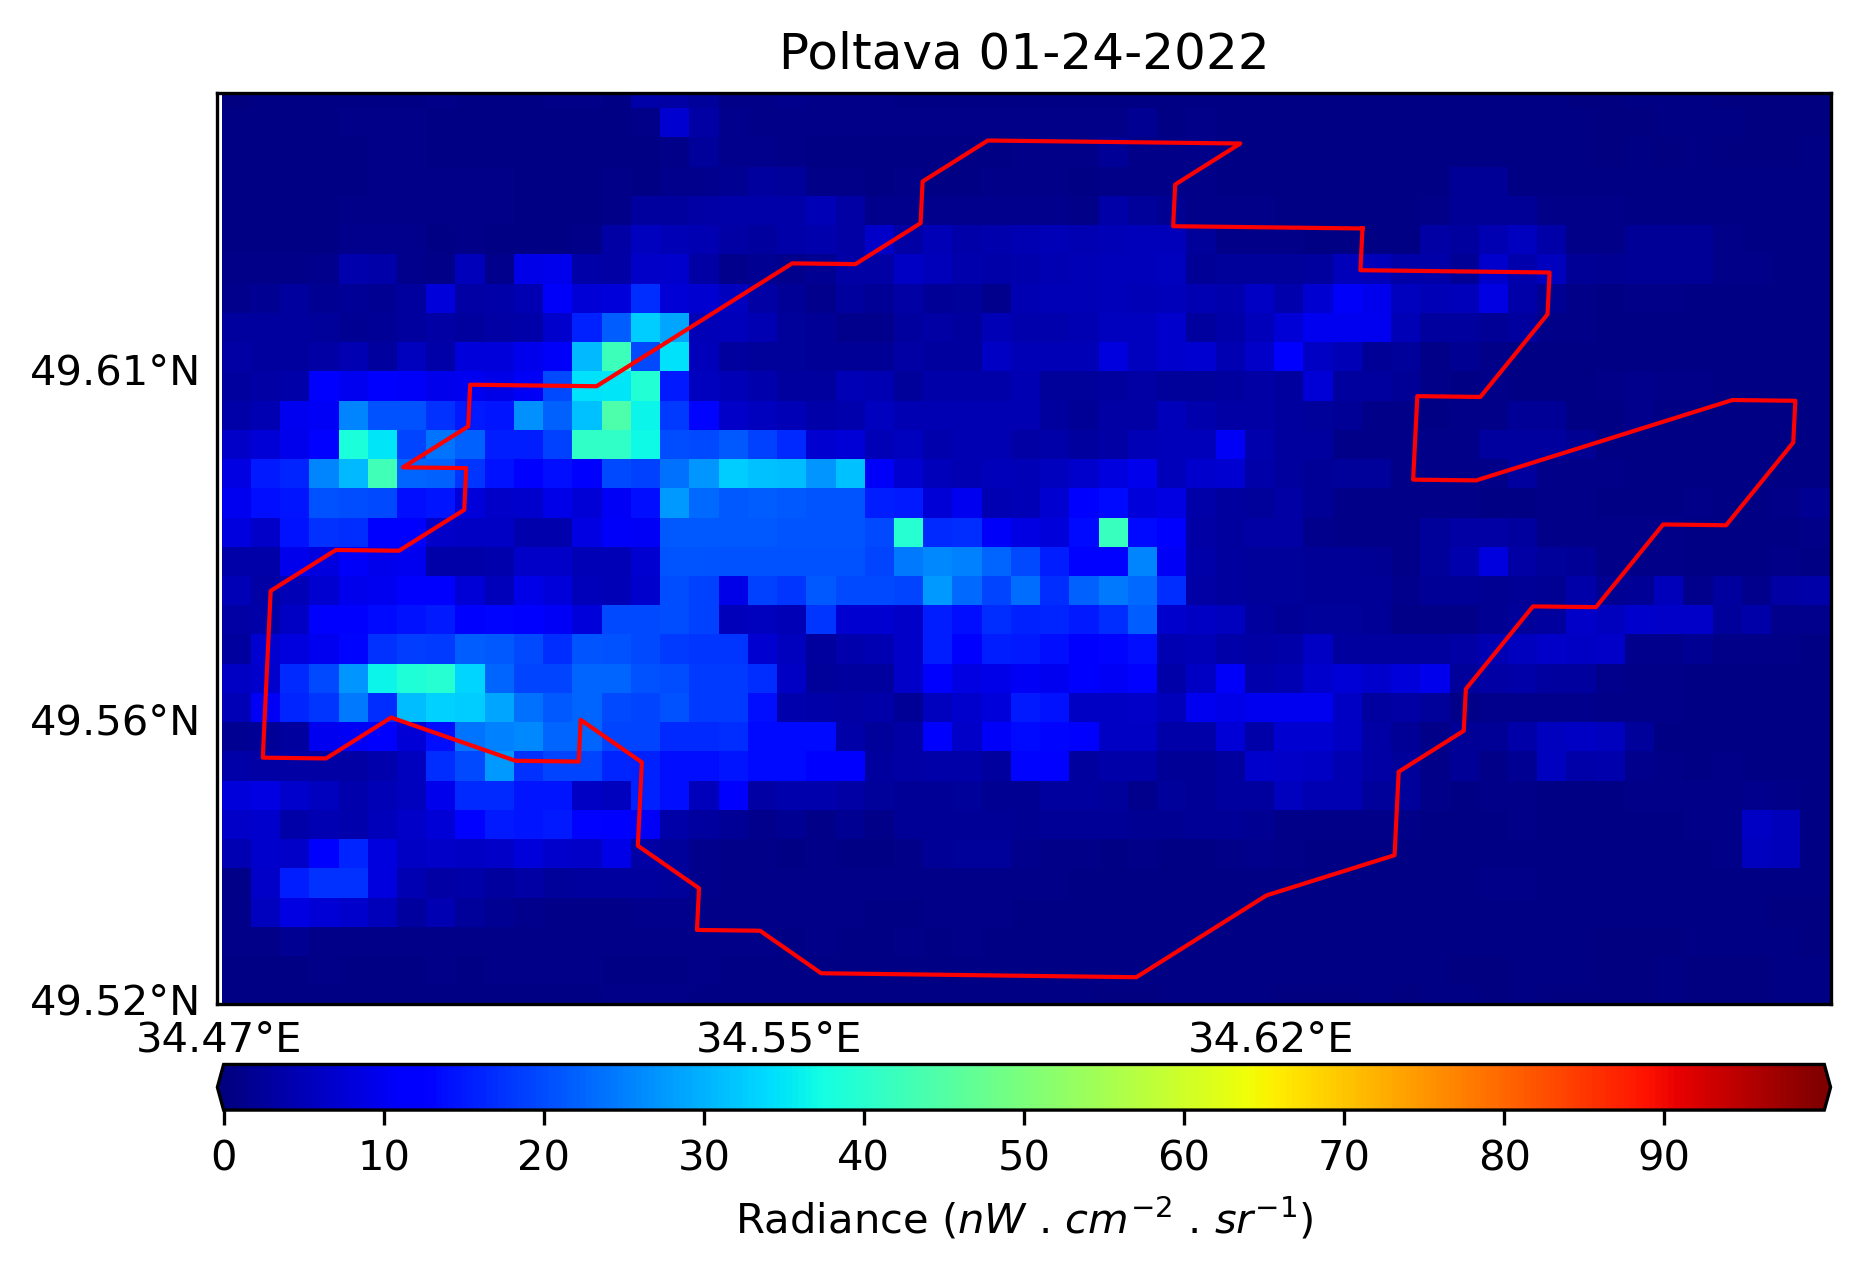 Poltava 01-24-2022
49.61°N
49.56°N
49.52°N
34.47°E 34.55°E 34.62°E
0 10 20 30 40 50 60 70 80 90
Radiance (nW . cm⁻² . sr⁻¹)